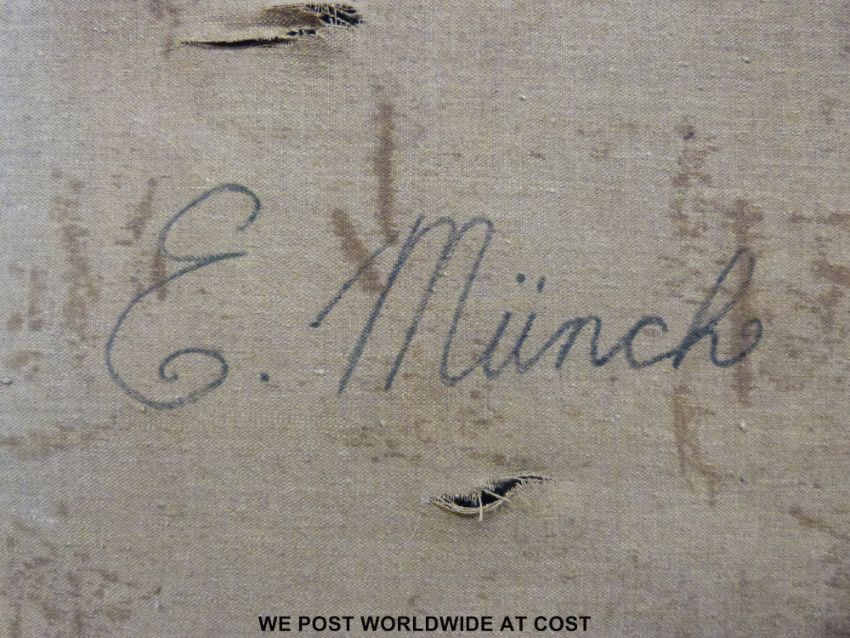 E. Münch
WE POST WORLDWIDE AT COST